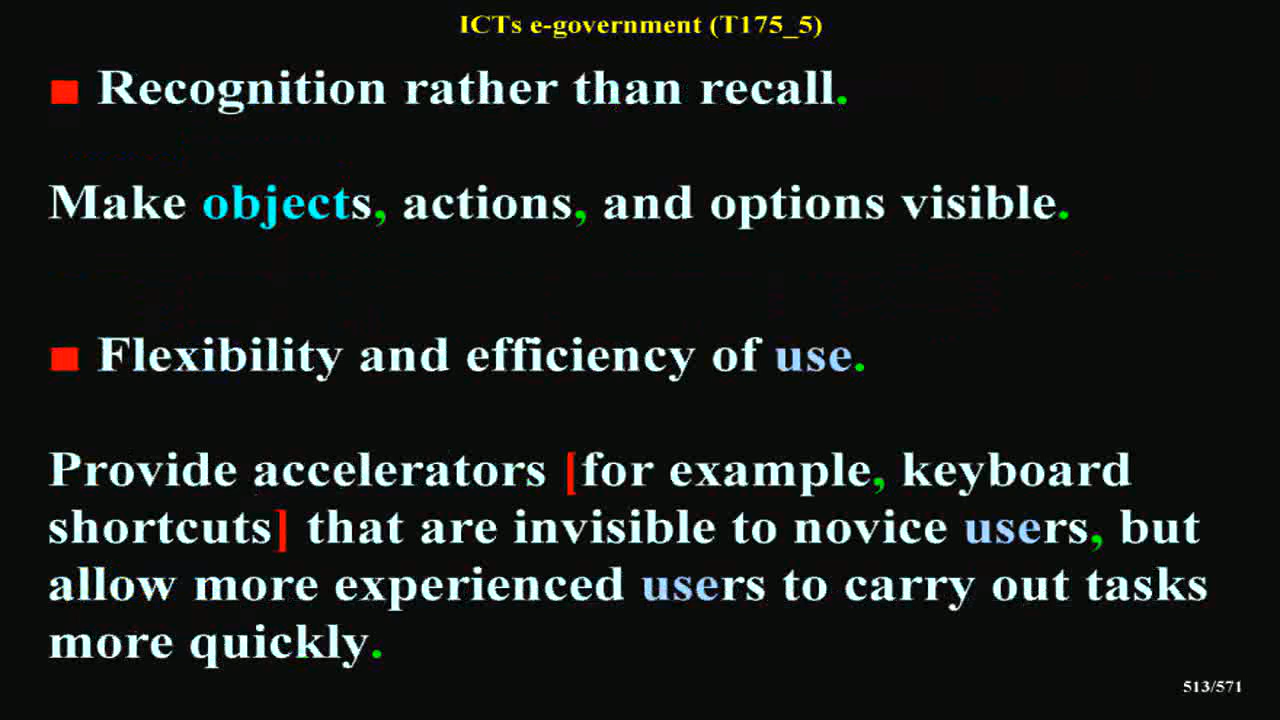 ICTs e-government (T175_5)
■ Recognition rather than recall.
Make objects, actions, and options visible.
■ Flexibility and efficiency of use.
Provide accelerators [for example, keyboard
shortcuts] that are invisible to novice users, but
allow more experienced users to carry out tasks
more quickly.
513/571